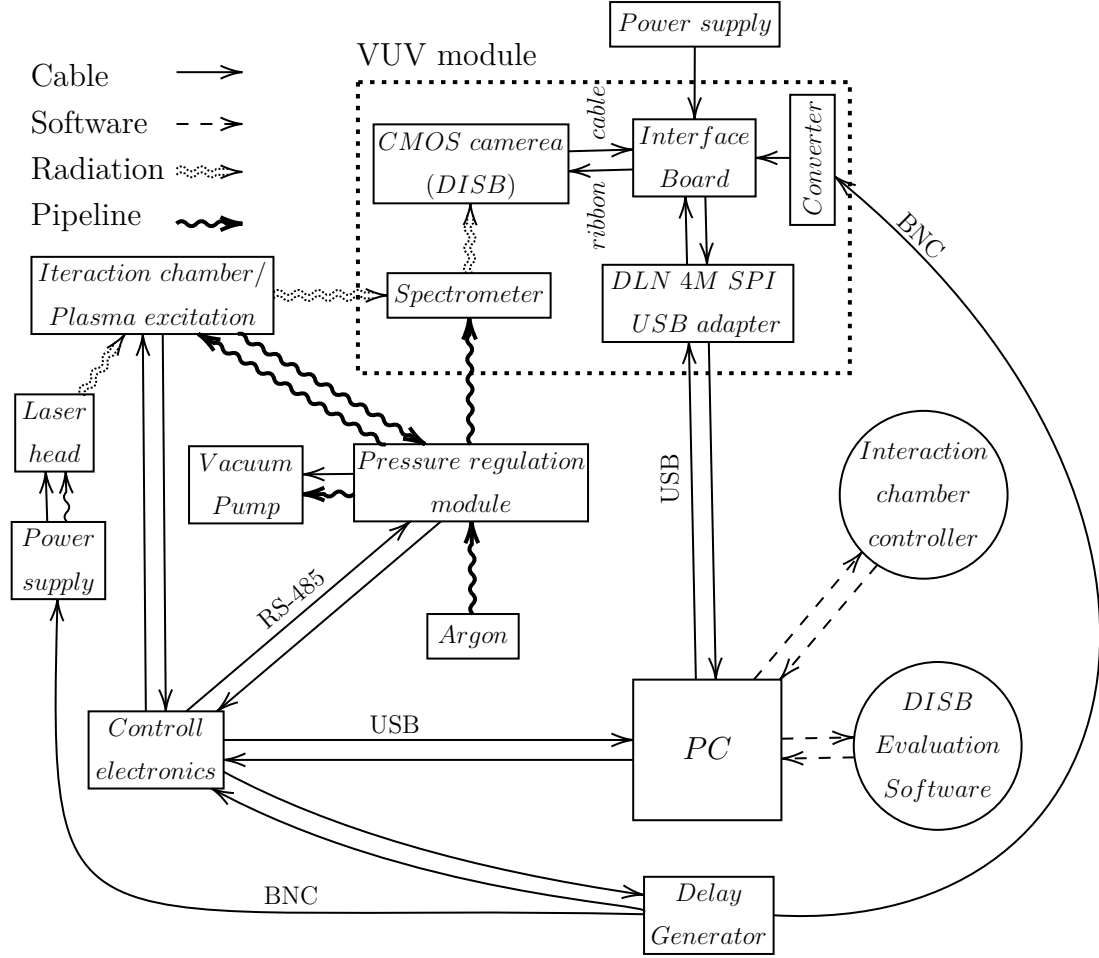 Power supply
VUV module
Cable
Software
Radiation
Pipeline
CMOS camerea
(DISB)
cable
ribbon
Interface
Board
Converter
BNC
Iteraction chamber/
Plasma excitation
Spectrometer
DLN 4M SPI
USB adapter
Laser
head
Vacuum
Pump
Pressure regulation
module
USB
Interaction
chamber
controller
Power
supply
RS-485
Argon
Controll
electronics
USB
PC
DISB
Evaluation
Software
BNC
Delay
Generator